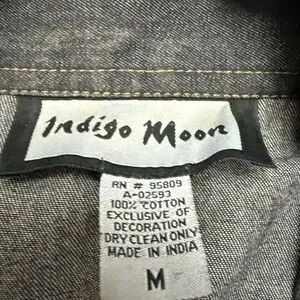 Indigo Moon
RN # 95809
A-02593
100% COTTON
EXCLUSIVE OF
DECORATION
DRY CLEAN ONLY
MADE IN INDIA
M